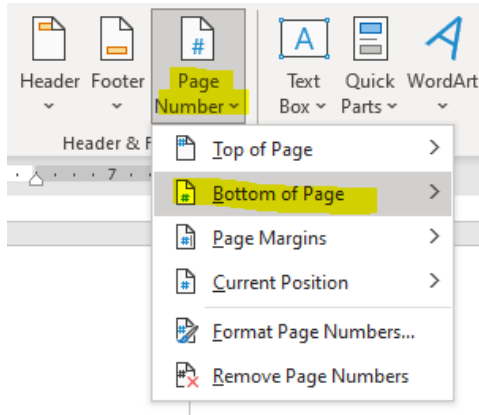 Header Footer Page Number Text Box Quick Parts WordArt
Header & F
7
Top of Page
Bottom of Page
Page Margins
Current Position
Format Page Numbers...
Remove Page Numbers